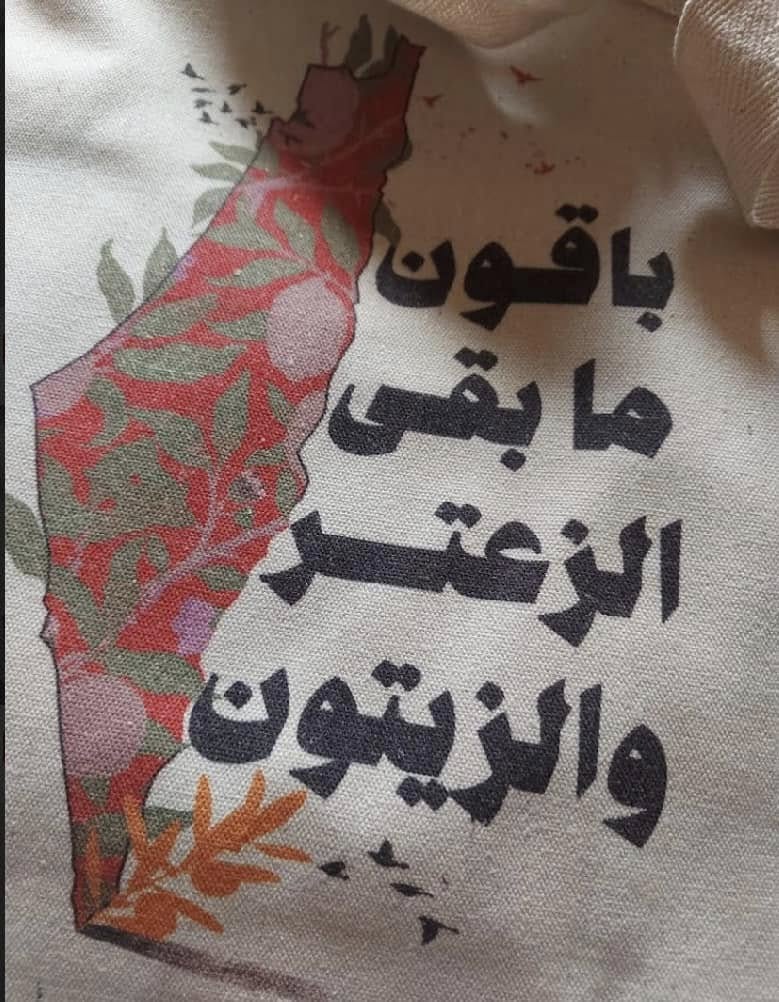 باقون
ما بقى
الزعتر
والزيتون